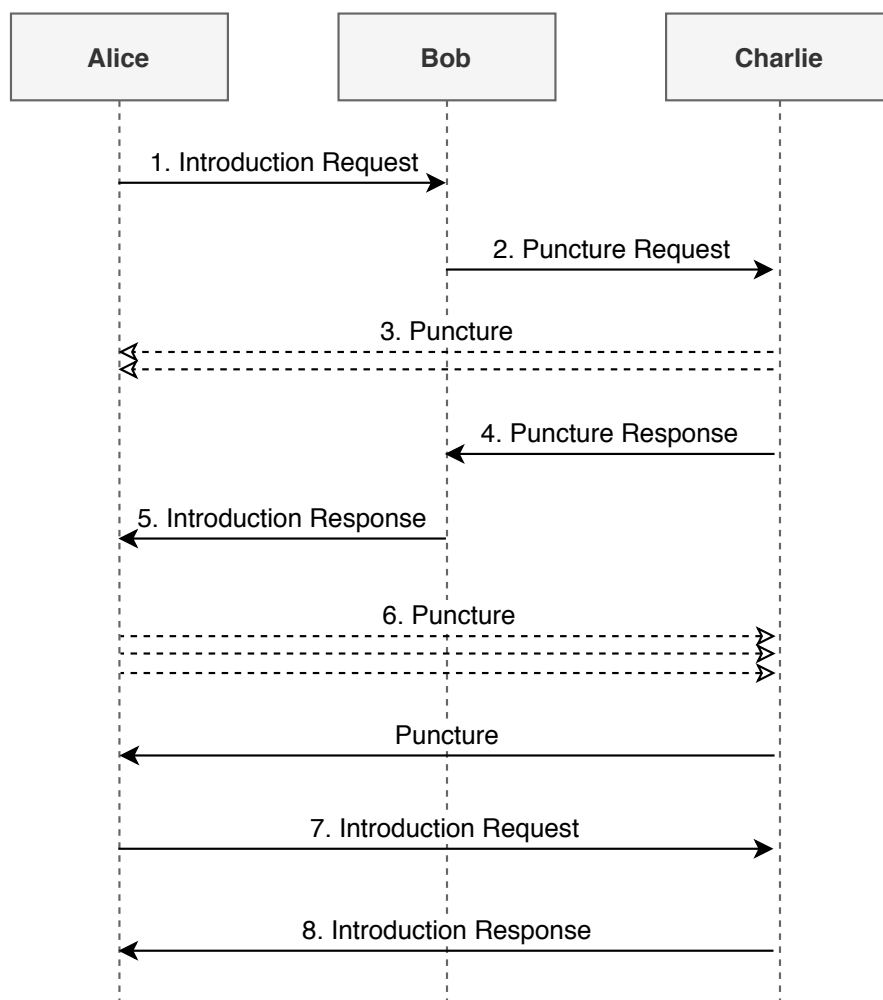 Alice
Bob
Charlie
1. Introduction Request
2. Puncture Request
3. Puncture
4. Puncture Response
5. Introduction Response
6. Puncture
Puncture
7. Introduction Request
8. Introduction Response